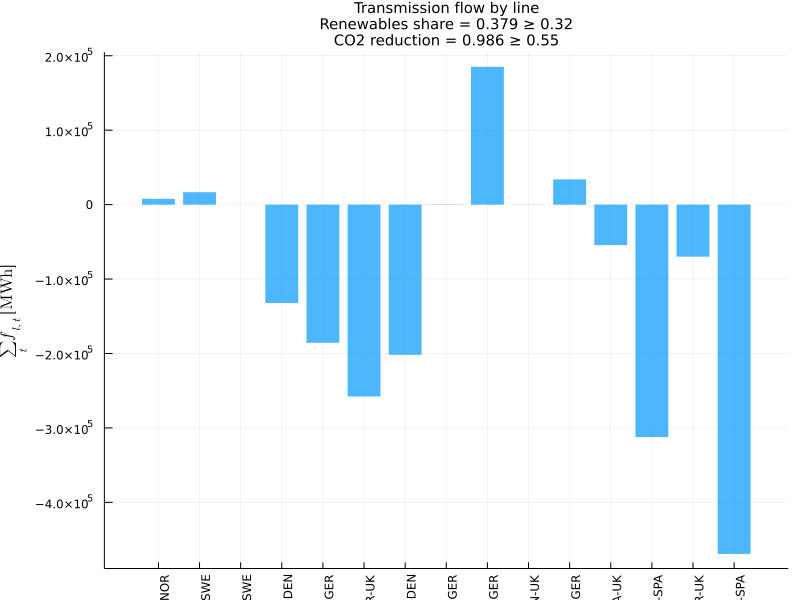 Transmission flow by line
Renewables share = 0.379 ≥ 0.32
CO2 reduction = 0.986 ≥ 0.55
2.0×10⁵
1.0×10⁵
0
−1.0×10⁵
−2.0×10⁵
−3.0×10⁵
−4.0×10⁵
∑ₜ f_{l,t} [MWh]
NOR
SWE
SWE
DEN
GER
R-UK
DEN
GER
GER
N-UK
GER
A-UK
-SPA
R-UK
-SPA